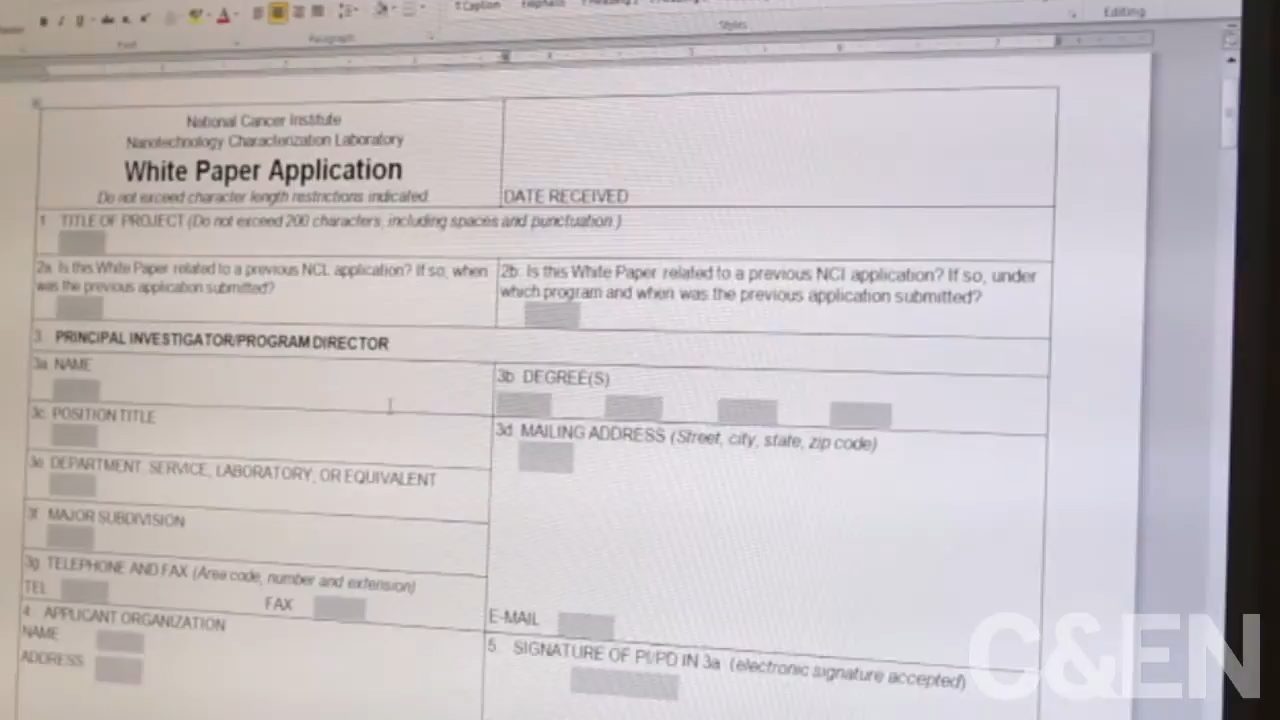 Styles
Editing
National Cancer Institute
Nanotechnology Characterization Laboratory
White Paper Application
Do not exceed character length restrictions indicated.
DATE RECEIVED
1. TITLE OF PROJECT (Do not exceed 200 characters, including spaces and punctuation.)
2a. Is this White Paper related to a previous NCL application? If so, when
was the previous application submitted?
2b. Is this White Paper related to a previous NCI application? If so, under
which program and when was the previous application submitted?
3. PRINCIPAL INVESTIGATOR/PROGRAM DIRECTOR
3a. NAME
3b. DEGREE(S)
3c. POSITION TITLE
3d. MAILING ADDRESS (Street, city, state, zip code)
3e. DEPARTMENT, SERVICE, LABORATORY, OR EQUIVALENT
3f. MAJOR SUBDIVISION
3g. TELEPHONE AND FAX (Area code, number and extension)
TEL
FAX
E-MAIL
4. APPLICANT ORGANIZATION
NAME
ADDRESS
5. SIGNATURE OF PI/PD IN 3a. (electronic signature accepted)
C&EN